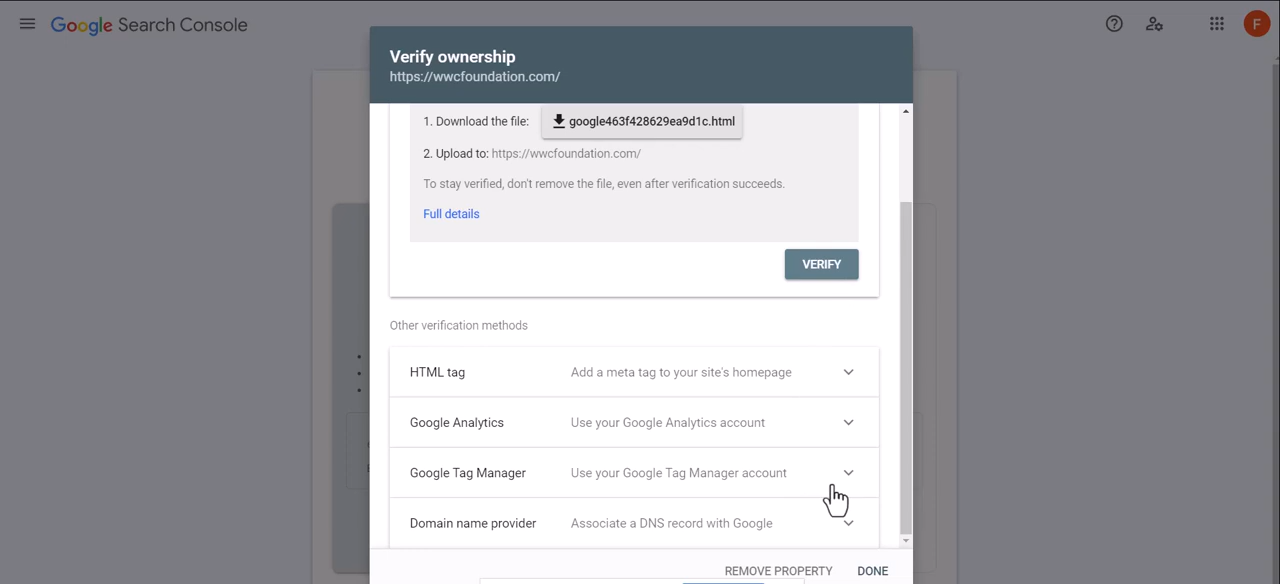 Google Search Console
F
Verify ownership
https://wwcfoundation.com/
1. Download the file: google463f428629ea9d1c.html
2. Upload to: https://wwcfoundation.com/
To stay verified, don't remove the file, even after verification succeeds.
Full details
VERIFY
Other verification methods
HTML tag Add a meta tag to your site's homepage
Google Analytics Use your Google Analytics account
Google Tag Manager Use your Google Tag Manager account
Domain name provider Associate a DNS record with Google
REMOVE PROPERTY DONE